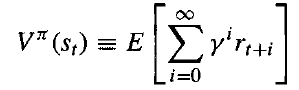 V^π(s_t) ≡ E[∑_{i=0}^{∞} γ^i r_{t+i}]